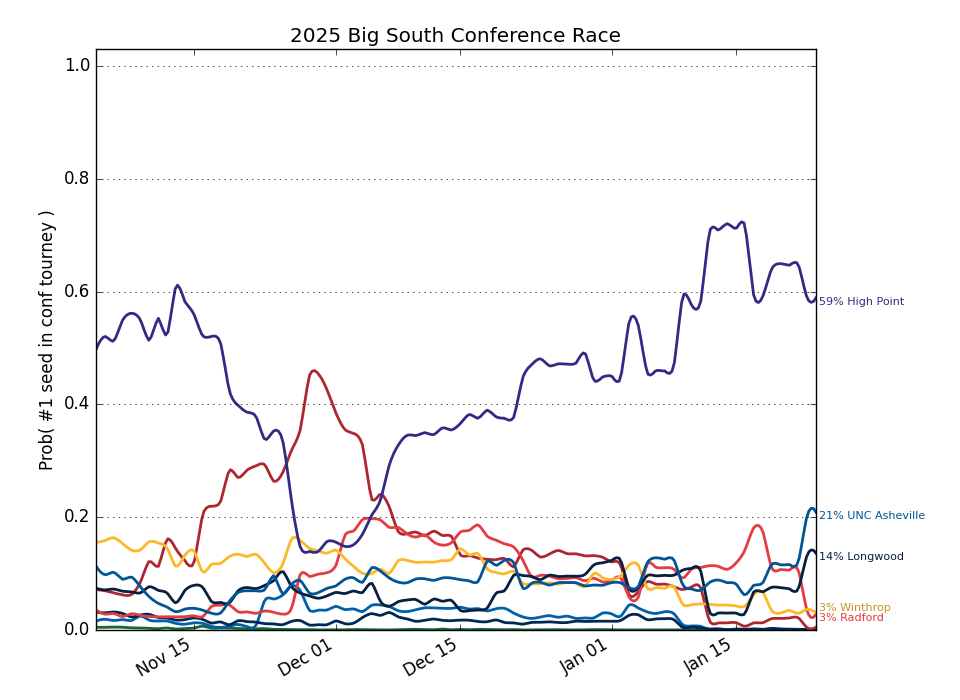 2025 Big South Conference Race
Prob( #1 seed in conf tourney )
1.0
0.8
0.6
0.4
0.2
0.0
Nov 15
Dec 01
Dec 15
Jan 01
Jan 15
59% High Point
21% UNC Asheville
14% Longwood
3% Winthrop
3% Radford